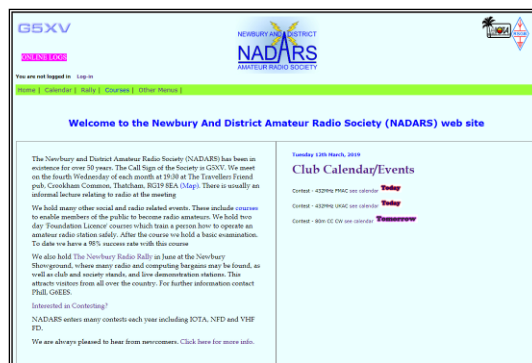 G5XV
NEWBURY AND DISTRICT
NADARS
AMATEUR RADIO SOCIETY
ONLINE LOGS
You are not logged in Log-in
Home | Calendar | Rally | Courses | Other Menus |
Welcome to the Newbury And District Amateur Radio Society (NADARS) web site
The Newbury and District Amateur Radio Society (NADARS) has been in
existence for over 50 years. The Call Sign of the Society is G5XV. We meet
on the fourth Wednesday of each month at 19:30 at The Travellers Friend
pub, Crookham Common, Thatcham, RG19 8EA (Map). There is usually an
informal lecture relating to radio at the meeting
We hold many other social and radio related events. These include courses
to enable members of the public to become radio amateurs. We hold two
day 'Foundation Licence' courses which train a person how to operate an
amateur radio station safely. After the course we hold a basic examination.
To date we have a 98% success rate with this course
We also hold The Newbury Radio Rally in June at the Newbury
Showground, where many radio and computing bargains may be found, as
well as club and society stands, and live demonstration stations. This
attracts visitors from all over the country. For further information contact
Phill, G6EES.
Interested in Contesting?
NADARS enters many contests each year including IOTA, NFD and VHF
FD.
We are always pleased to hear from newcomers. Click here for more info.
Tuesday 12th March, 2019
Club Calendar/Events
Contest - 432MHz FMAC see calendar Today
Contest - 432MHz UKAC see calendar Today
Contest - 80m CC CW see calendar Tomorrow